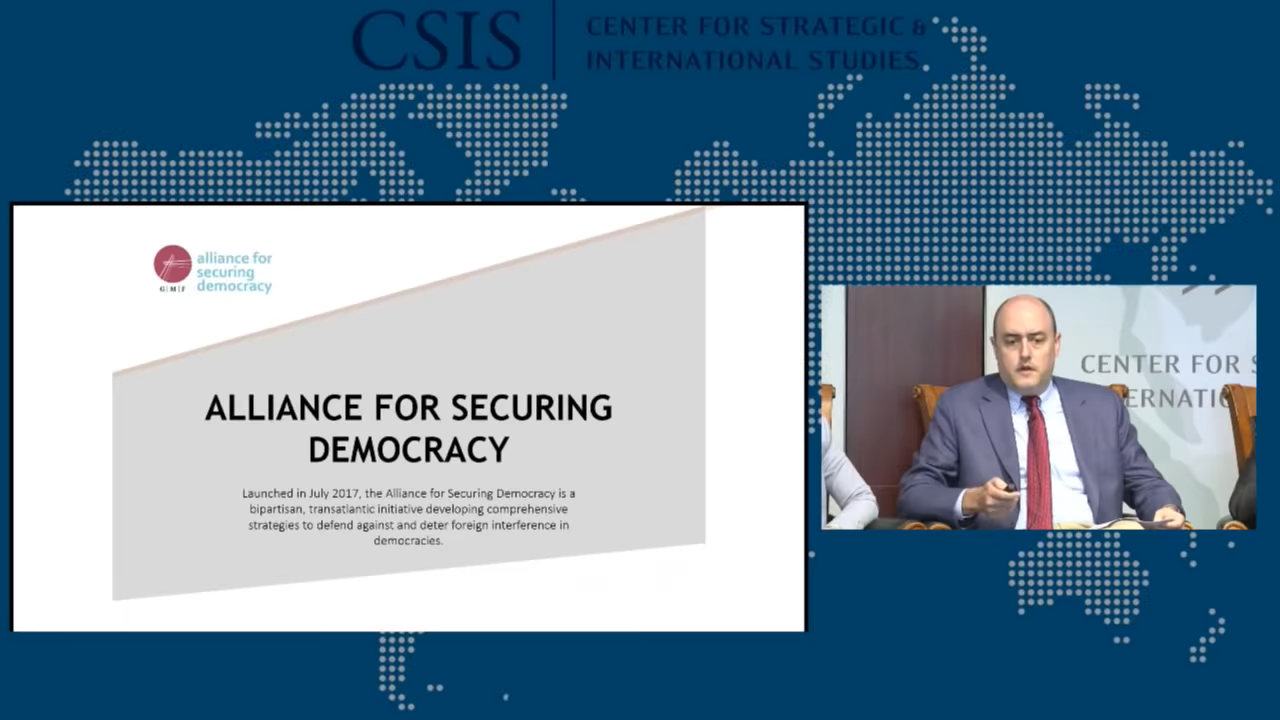 CSIS
CENTER FOR STRATEGIC &
INTERNATIONAL STUDIES
alliance for
securing
democracy
G|M|F
ALLIANCE FOR SECURING
DEMOCRACY
Launched in July 2017, the Alliance for Securing Democracy is a
bipartisan, transatlantic initiative developing comprehensive
strategies to defend against and deter foreign interference in
democracies.
CENTER FOR S
ERNATIO